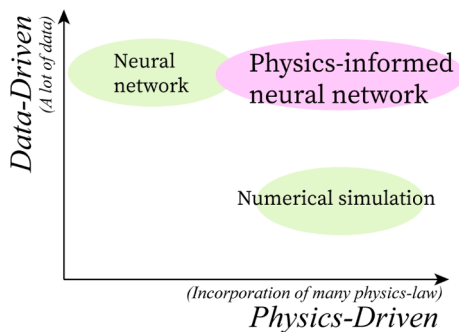 Data-Driven
(A lot of data)
Neural
network
Physics-informed
neural network
Numerical simulation
(Incorporation of many physics-law)
Physics-Driven